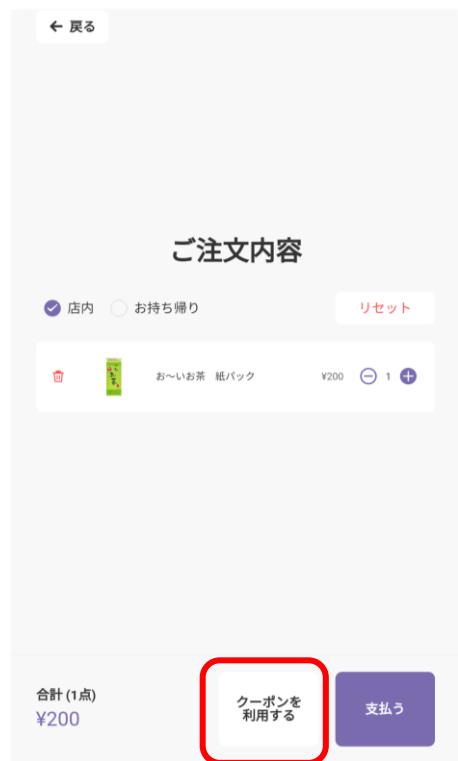 ← 戻る
ご注文内容
店内 お持ち帰り リセット
お〜いお茶 紙パック ¥200 1
合計 (1点)
¥200
クーポンを
利用する
支払う